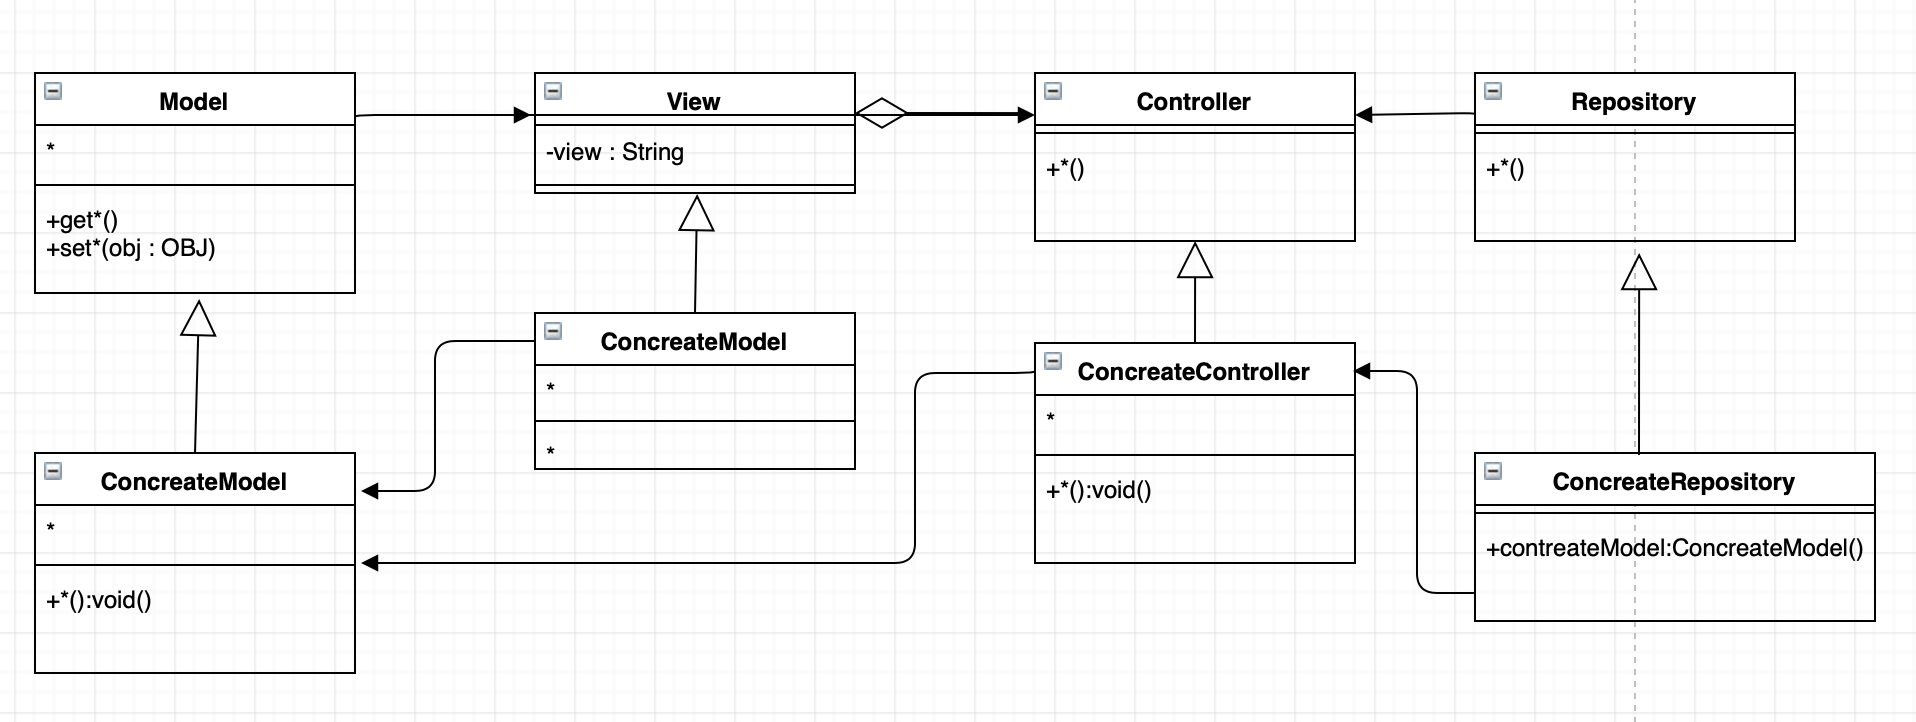 Model
*
+get*()
+set*(obj : OBJ)
View
-view : String
Controller
+*()
Repository
+*()
ConcreateModel
*
*
ConcreateController
*
+*():void()
ConcreateModel
*
+*():void()
ConcreateRepository
+contreateModel:ConcreateModel()